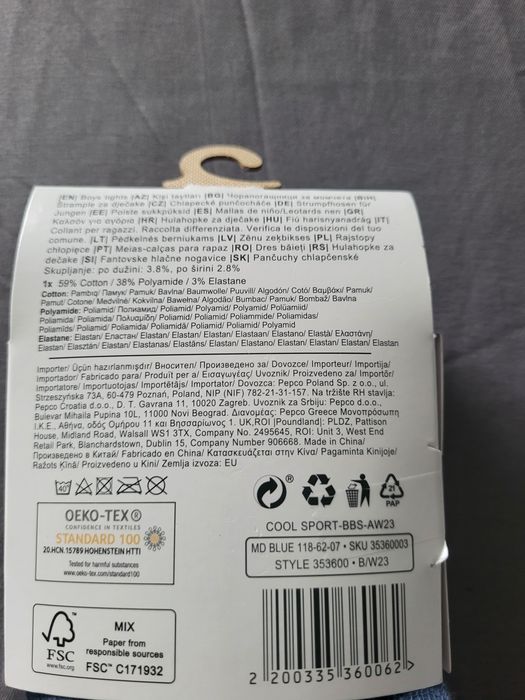 |EN| Boys tights |AZ| Kişi taytları |BG|
Štrample za dječake |CZ| Chlapecké punčocháče |DE| Strumpfhosen für
Jungen |EE| Poiste sukkpüksid |ES| Mallas de niño/Leotards nen |GR|
Καλσόν για αγόρια |HR| Hulahopke za dječake |HU| Fiú harisnyanadrág |IT|
Collant per ragazzi. Raccolta differenziata. Verifica le disposizioni del tuo
comune. |LT| Pėdkelnės berniukams |LV| Zēnu zeķbikses |PL| Rajstopy
chłopięce |PT| Meias-calças para rapaz |RO| Dres băieți |RS| Hulahopke za
dečake |SI| Fantovske hlačne nogavice |SK| Pančuchy chlapčenské
Skupljanje: po dužini: 3.8%, po širini 2.8%
1x 59% Cotton / 38% Polyamide / 3% Elastane
Cotton: Pambıq/ Памук/ Pamuk/ Bavlna/ Baumwolle/ Puuvill/ Algodón/ Cotó/ Βαμβάκι/ Pamuk/
Pamut/ Cotone/ Medvilnė/ Kokvilna/ Bawełna/ Algodão/ Bumbac/ Pamuk/ Bombaž/ Bavlna
Polyamide: Poliamid/ Полиамид/ Poliamid/ Polyamid/ Polyamid/ Polüamiid/
Poliamida/ Poliamida/ Πολυαμίδη/ Poliamid/ Poliamid/ Poliammide/ Poliamidas/
Poliamīds/ Poliamid/ Poliamida/ Poliamid/ Poliamid/ Poliamid/ Polyamid
Elastane: Elastan/ Еластан/ Elastan/ Elastan/ Elastan/ Elastaan/ Elastano/ Elastà/ Ελαστάνη/
Elastan/ Elasztán/ Elastan/ Elastanas/ Elastāns/ Elastan/ Elastano/ Elastan/ Elastan/ Elastan/ Elastan
Importer/ Üçün hazırlanmışdır/ Вносител/ Произведено за/ Dovozce/ Importeur/ Importija/
Importador/ Fabricado para/ Produït per a/ Εισαγωγέας/ Uvoznik/ Proizvedeno za/ Importőr/
Importatore/ Importuotojas/ Importētājs/ Importator/ Dovozca: Pepco Poland Sp. z o.o., ul.
Strzeszyńska 73A, 60-479 Poznań, Poland, NIP (NIF) 782-21-31-157. Na tržište RH stavlja:
Pepco Croatia d.o.o., D. T. Gavrana 11, 10020 Zagreb. Uvoznik za Srbiju: Pepco d.o.o.,
Bulevar Mihaila Pupina 10L, 11000 Novi Beograd. Διανομέας: Pepco Greece Μονοπρόσωπη
Ι.Κ.Ε., Αθήνα, οδός Ομήρου 11 και Βησσαρίωνος 1. UK,ROI |Poundland|: PLDZ, Pattison
House, Midland Road, Walsall WS1 3TX, Company No. 2495645, ROI: Unit 3, West End
Retail Park, Blanchardstown, Dublin 15, Company Number 906668. Made in China/
Произведено в Китай/ Fabricado en China/ Κατασκευάζεται στην Κίνα/ Pagaminta Kinijoje/
Ražots Ķīnā/ Proizvedeno u Kini/ Zemlja izvoza: EU
40
21
PAP
OEKO-TEX®
CONFIDENCE IN TEXTILES
STANDARD 100
20.HCN.15789 HOHENSTEIN HTTI
Tested for harmful substances
www.oeko-tex.com/standard100
COOL SPORT-BBS-AW23
MD BLUE 118-62-07 • SKU 35360003
STYLE 353600 • B/W23
FSC
www.fsc.org
MIX
Paper from
responsible sources
FSC™ C171932
2 200335 360062 >